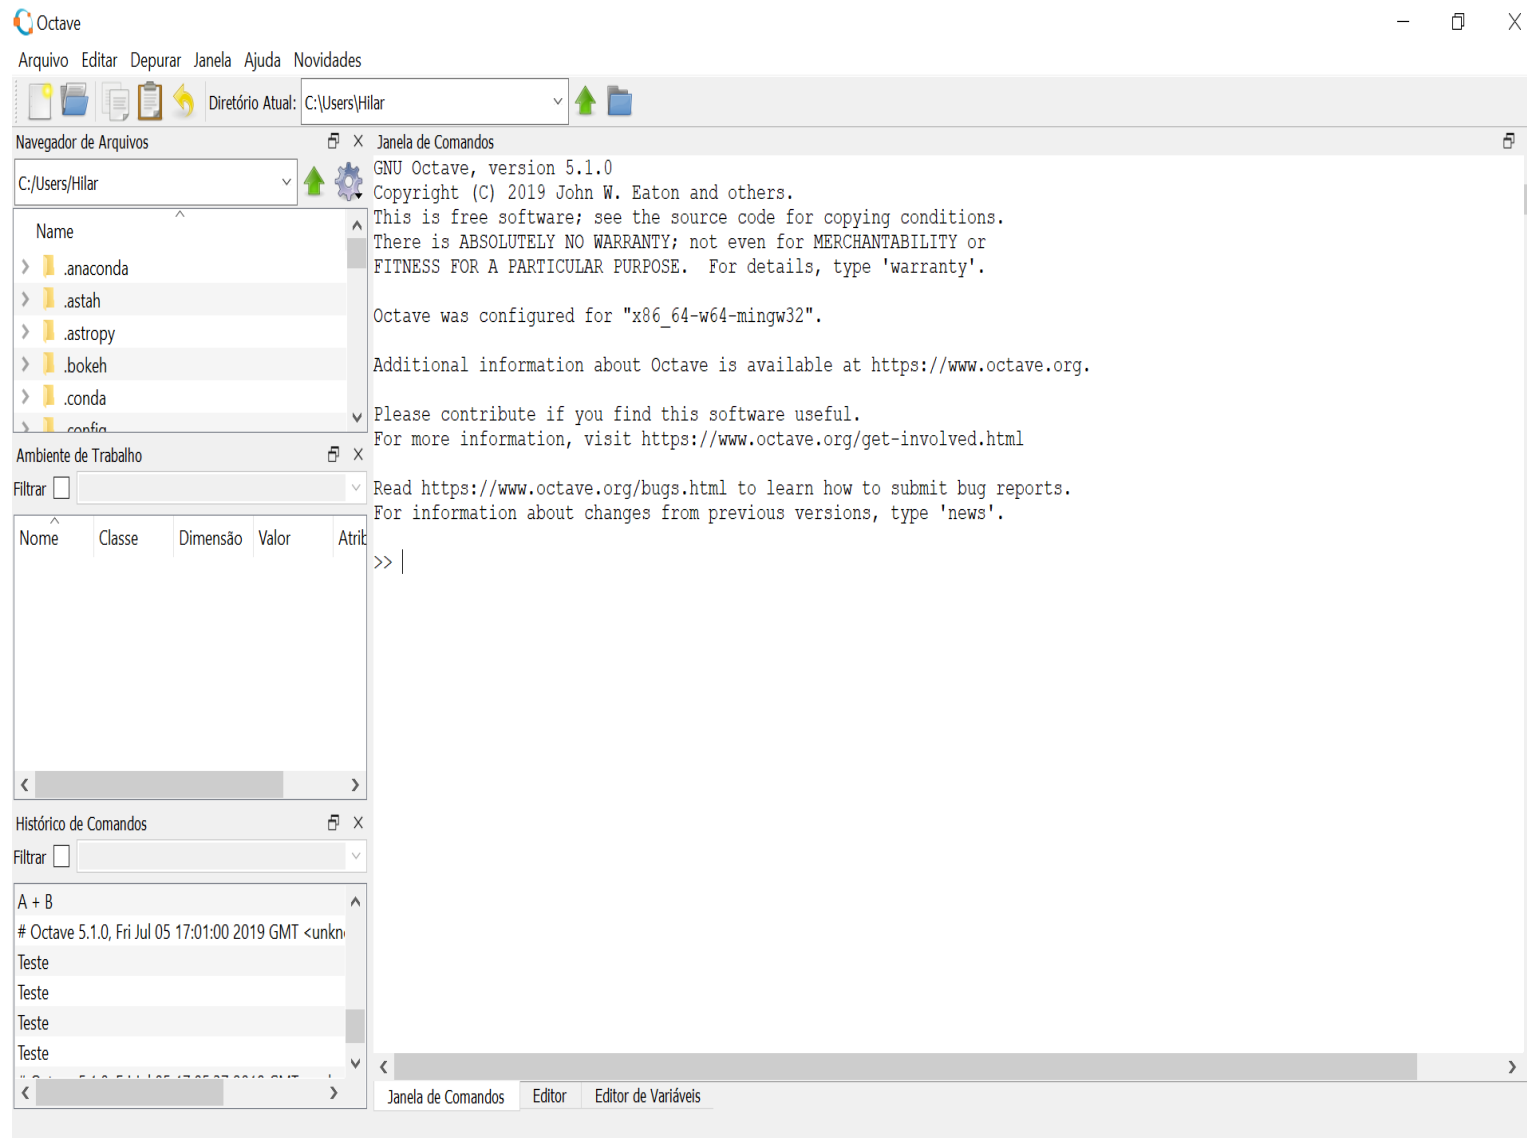 Octave
Arquivo Editar Depurar Janela Ajuda Novidades
Diretório Atual: C:\Users\Hilar
Navegador de Arquivos
C:/Users/Hilar
Name
.anaconda
.astah
.astropy
.bokeh
.conda
.config
Ambiente de Trabalho
Filtrar
Nome Classe Dimensão Valor Atrib
Histórico de Comandos
Filtrar
A + B
# Octave 5.1.0, Fri Jul 05 17:01:00 2019 GMT <unkn
Teste
Teste
Teste
Teste
Janela de Comandos
GNU Octave, version 5.1.0
Copyright (C) 2019 John W. Eaton and others.
This is free software; see the source code for copying conditions.
There is ABSOLUTELY NO WARRANTY; not even for MERCHANTABILITY or
FITNESS FOR A PARTICULAR PURPOSE.  For details, type 'warranty'.
Octave was configured for "x86_64-w64-mingw32".
Additional information about Octave is available at https://www.octave.org.
Please contribute if you find this software useful.
For more information, visit https://www.octave.org/get-involved.html
Read https://www.octave.org/bugs.html to learn how to submit bug reports.
For information about changes from previous versions, type 'news'.
>>
Janela de Comandos Editor Editor de Variáveis